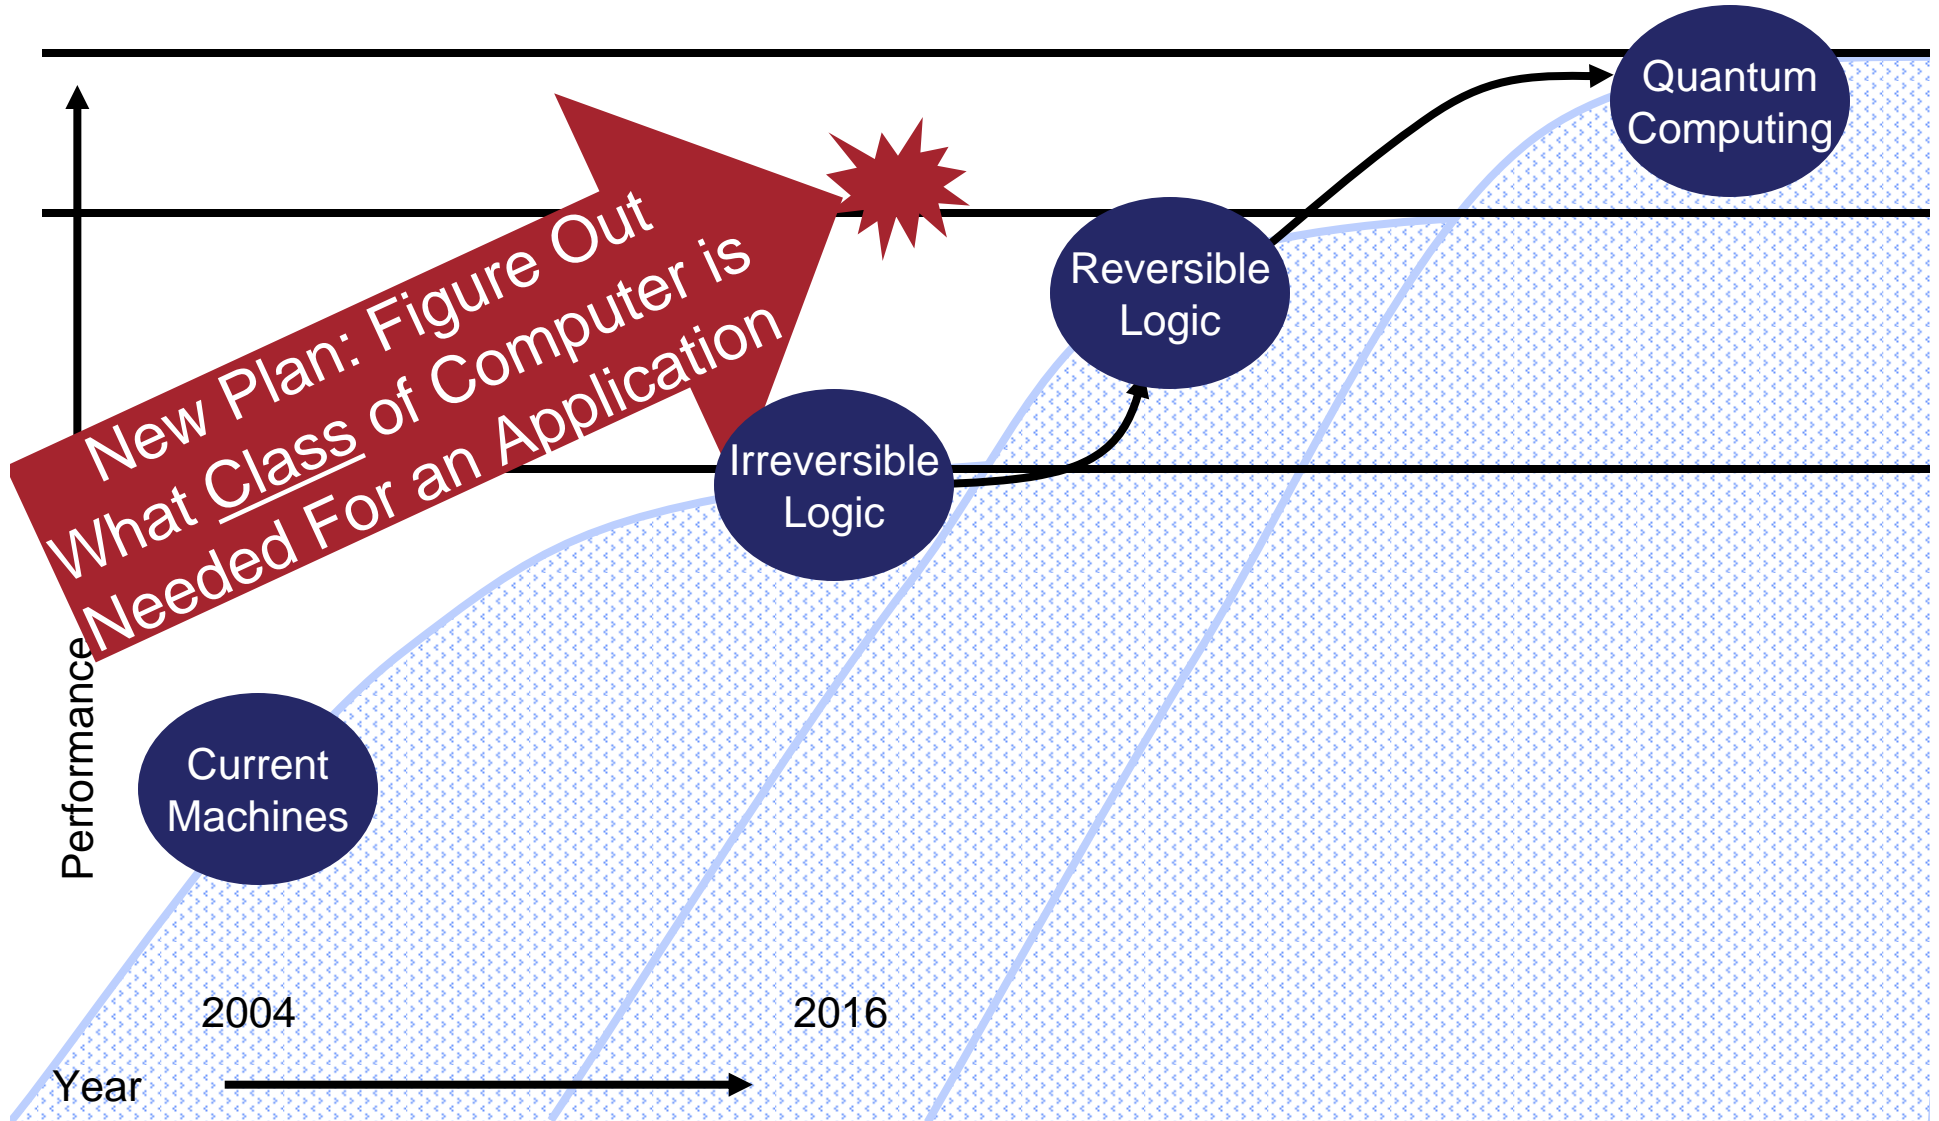 Quantum
Computing
New Plan: Figure Out
What Class of Computer is
Needed For an Application
Reversible
Logic
Irreversible
Logic
Performance
Current
Machines
2004
2016
Year